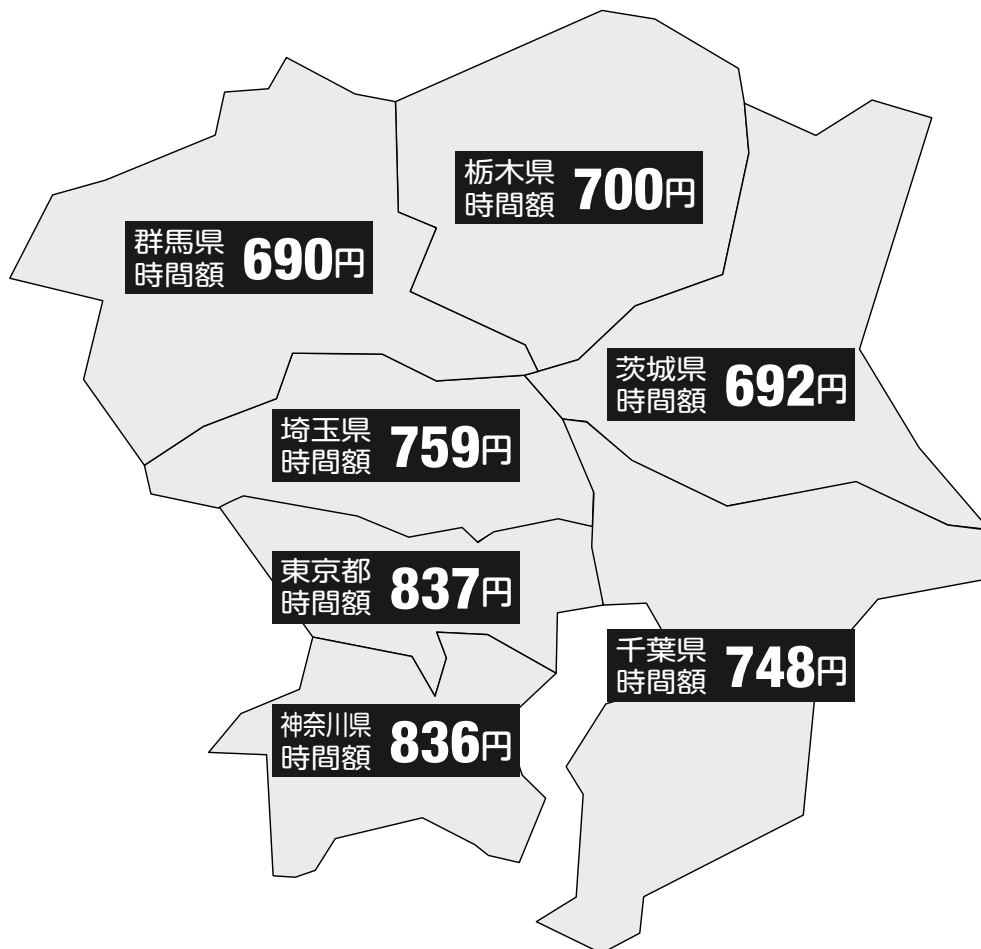 栃木県
時間額 700円
群馬県
時間額 690円
茨城県
時間額 692円
埼玉県
時間額 759円
東京都
時間額 837円
千葉県
時間額 748円
神奈川県
時間額 836円